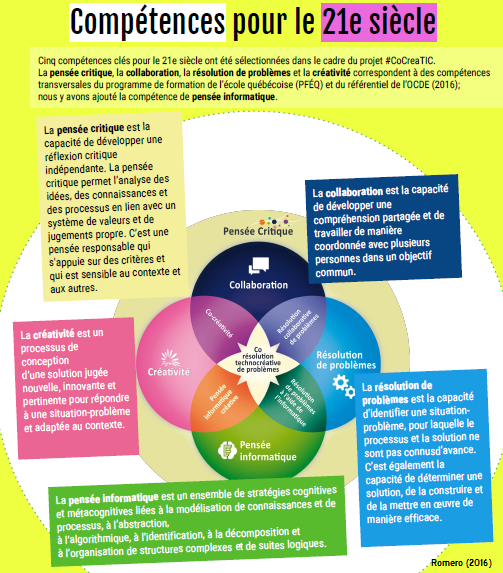 Compétences pour le 21e siècle
Cinq compétences clés pour le 21e siècle ont été sélectionnées dans le cadre du projet #CoCreaTIC.
La pensée critique, la collaboration, la résolution de problèmes et la créativité correspondent à des compétences
transversales du programme de formation de l'école québécoise (PFÉQ) et du référentiel de l'OCDE (2016);
nous y avons ajouté la compétence de pensée informatique.
La pensée critique est la
capacité de développer une
réflexion critique
indépendante. La pensée
critique permet l'analyse des
idées, des connaissances et
des processus en lien avec un
système de valeurs et de
jugements propre. C'est une
pensée responsable qui
s'appuie sur des critères et
qui est sensible au contexte et
aux autres.
La collaboration est la capacité
de développer une
compréhension partagée et de
travailler de manière
coordonnée avec plusieurs
personnes dans un objectif
commun.
Pensée Critique
Collaboration
Co-créativité
Résolution
collaborative
de problèmes
Créativité
Co
résolution
technocréative
de problèmes
Résolution
de problèmes
Pensée
informatique
créative
Résolution
de problèmes
à l'aide de
l'informatique
Pensée
informatique
La créativité est un
processus de
conception
d'une solution jugée
nouvelle, innovante et
pertinente pour répondre
à une situation-problème
et adaptée au contexte.
La résolution de
problèmes est la capacité
d'identifier une situation-
problème, pour laquelle le
processus et la solution ne
sont pas connusd'avance.
C'est également la
capacité de déterminer une
solution, de la construire et
de la mettre en œuvre de
manière efficace.
La pensée informatique est un ensemble de stratégies cognitives
et métacognitives liées à la modélisation de connaissances et de
processus, à l'abstraction,
à l'algorithmique, à l'identification, à la décomposition et
à l'organisation de structures complexes et de suites logiques.
Romero (2016)